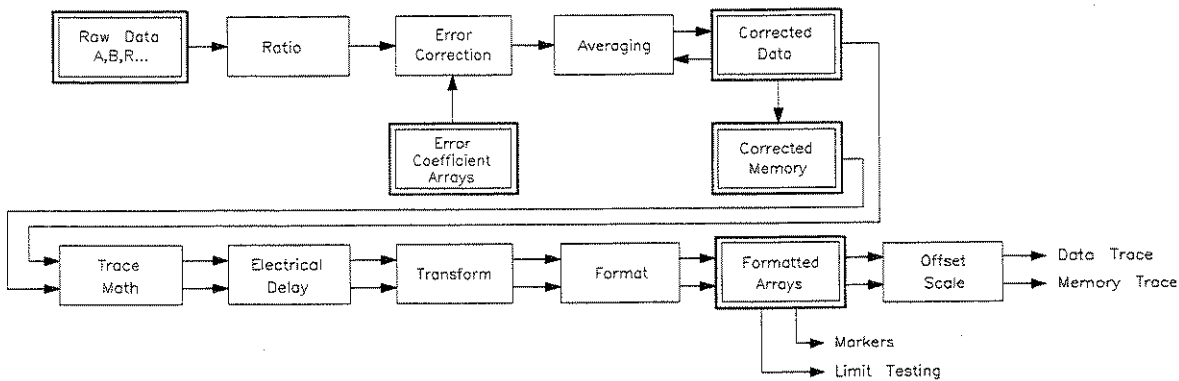 Raw Data
A,B,R...
Ratio
Error
Correction
Averaging
Corrected
Data
Error
Coefficient
Arrays
Corrected
Memory
Trace
Math
Electrical
Delay
Transform
Format
Formatted
Arrays
Offset
Scale
Data Trace
Memory Trace
Markers
Limit Testing